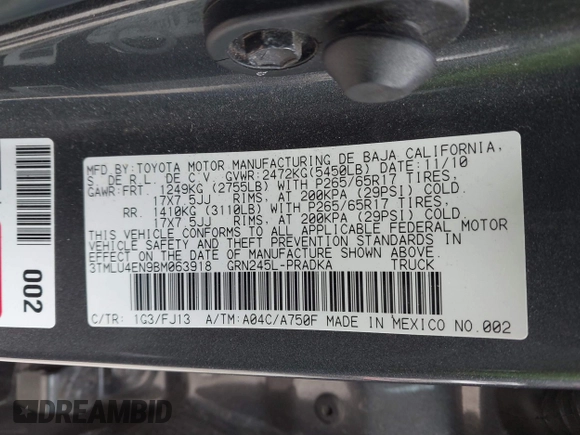 MFD.BY:TOYOTA MOTOR MANUFACTURING DE BAJA CALIFORNIA,
S. DE R.L. DE C.V. GVWR:2472KG(5450LB) DATE:11/10
GAWR:FRT. 1249KG (2755LB) WITH P265/65R17 TIRES,
17X7.5JJ RIMS, AT 200KPA (29PSI) COLD.
RR. 1410KG (3110LB) WITH P265/65R17 TIRES,
17X7.5JJ RIMS, AT 200KPA (29PSI) COLD.
THIS VEHICLE CONFORMS TO ALL APPLICABLE FEDERAL MOTOR
VEHICLE SAFETY AND THEFT PREVENTION STANDARDS IN
EFFECT ON THE DATE OF MANUFACTURE SHOWN ABOVE.
3TMLU4EN9BM063918 GRN245L-PRADKA TRUCK
C/TR: 1G3/FJ13 A/TM:A04C/A750F MADE IN MEXICO NO.002
002
DREAMBID